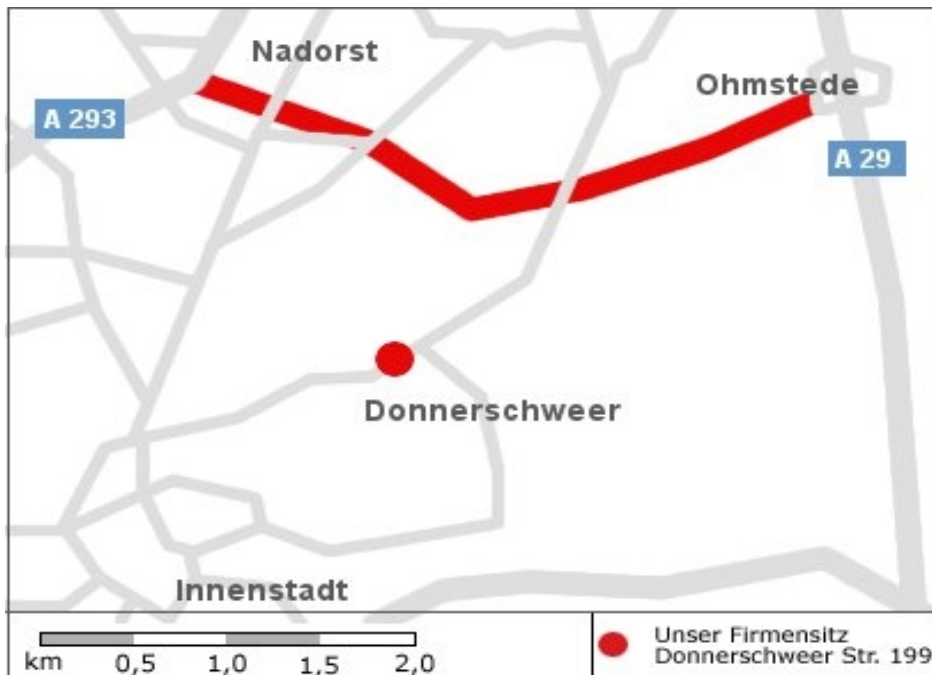 Nadorst
Ohmstede
A 293
A 29
Donnerschweer
Innenstadt
km 0,5 1,0 1,5 2,0
Unser Firmensitz
Donnerschweer Str. 199